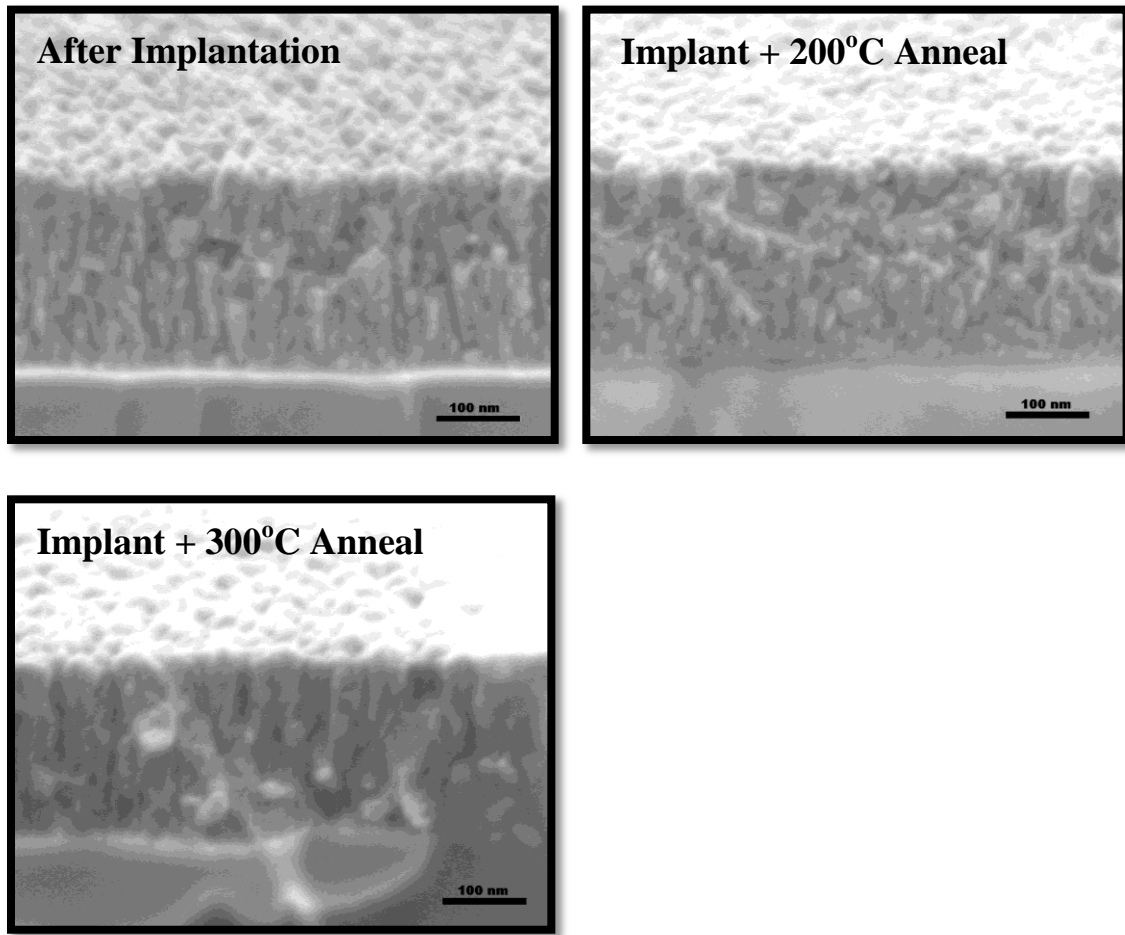 After Implantation
Implant + 200°C Anneal
100 nm
100 nm
Implant + 300°C Anneal
100 nm